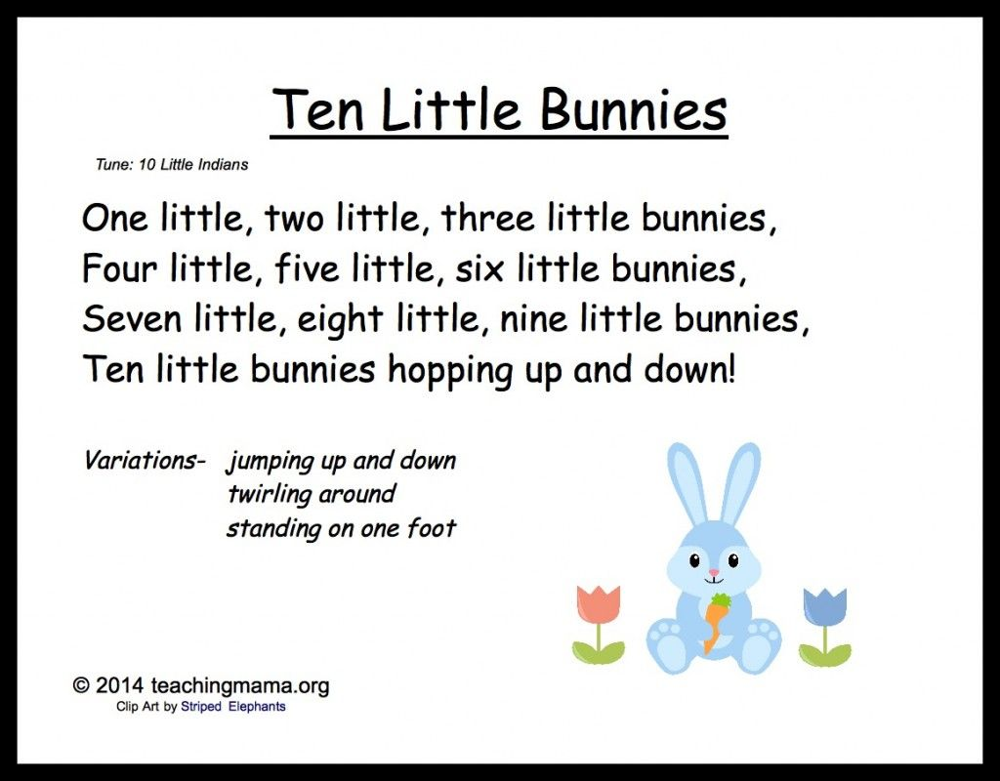 Ten Little Bunnies
Tune: 10 Little Indians
One little, two little, three little bunnies,
Four little, five little, six little bunnies,
Seven little, eight little, nine little bunnies,
Ten little bunnies hopping up and down!
Variations- jumping up and down
twirling around
standing on one foot
© 2014 teachingmama.org
Clip Art by Striped Elephants